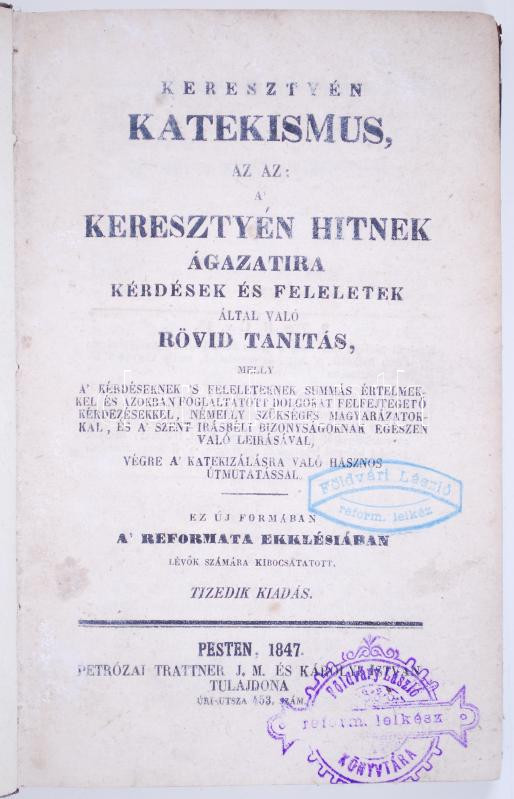 KERESZTYÉN
KATEKISMUS,
AZ AZ:
A'
KERESZTYÉN HITNEK
ÁGAZATIRA
KÉRDÉSEK ÉS FELELETEK
ÁLTAL VALÓ
RÖVID TANITÁS,
MELLY
A' KÉRDÉSEKNEK 'S FELELETEKNEK SUMMÁS ÉRTELMEK-
KEL ÉS AZOKBAN FOGLALTATOTT DOLGOKAT FELFEJTEGETŐ
KÉRDEZÉSEKKEL, NÉMELLY SZÜKSÉGES MAGYARÁZATOK-
KAL, ÉS A' SZENT IRÁSBÉLI BIZONYSÁGOKNAK EGÉSZEN
VALÓ LEIRÁSÁVAL,
VÉGRE A' KATEKIZÁLÁSRA VALÓ HASZNOS
ÚTMUTATÁSSAL.
Földvári László
reform. lelkész
EZ ÚJ FORMÁBAN
A' REFORMATA EKKLÉSIÁBAN
LÉVŐK SZÁMÁRA KIBOCSÁTATOTT.
TIZEDIK KIADÁS.
PESTEN, 1847.
PETRÓZAI TRATTNER J. M. ÉS KÁROLYI ISTVÁN
TULAJDONA
ÚRI-UTSZA 453. SZÁM.
Földváry László
reform. lelkész
KÖNYVTÁRA